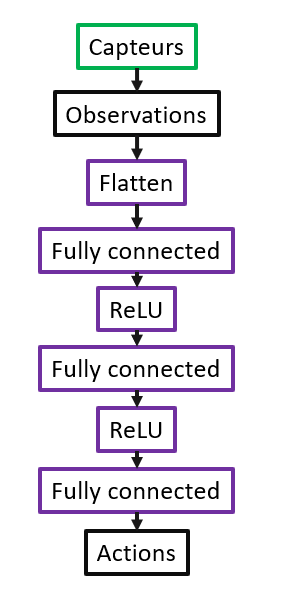 Capteurs
Observations
Flatten
Fully connected
ReLU
Fully connected
ReLU
Fully connected
Actions